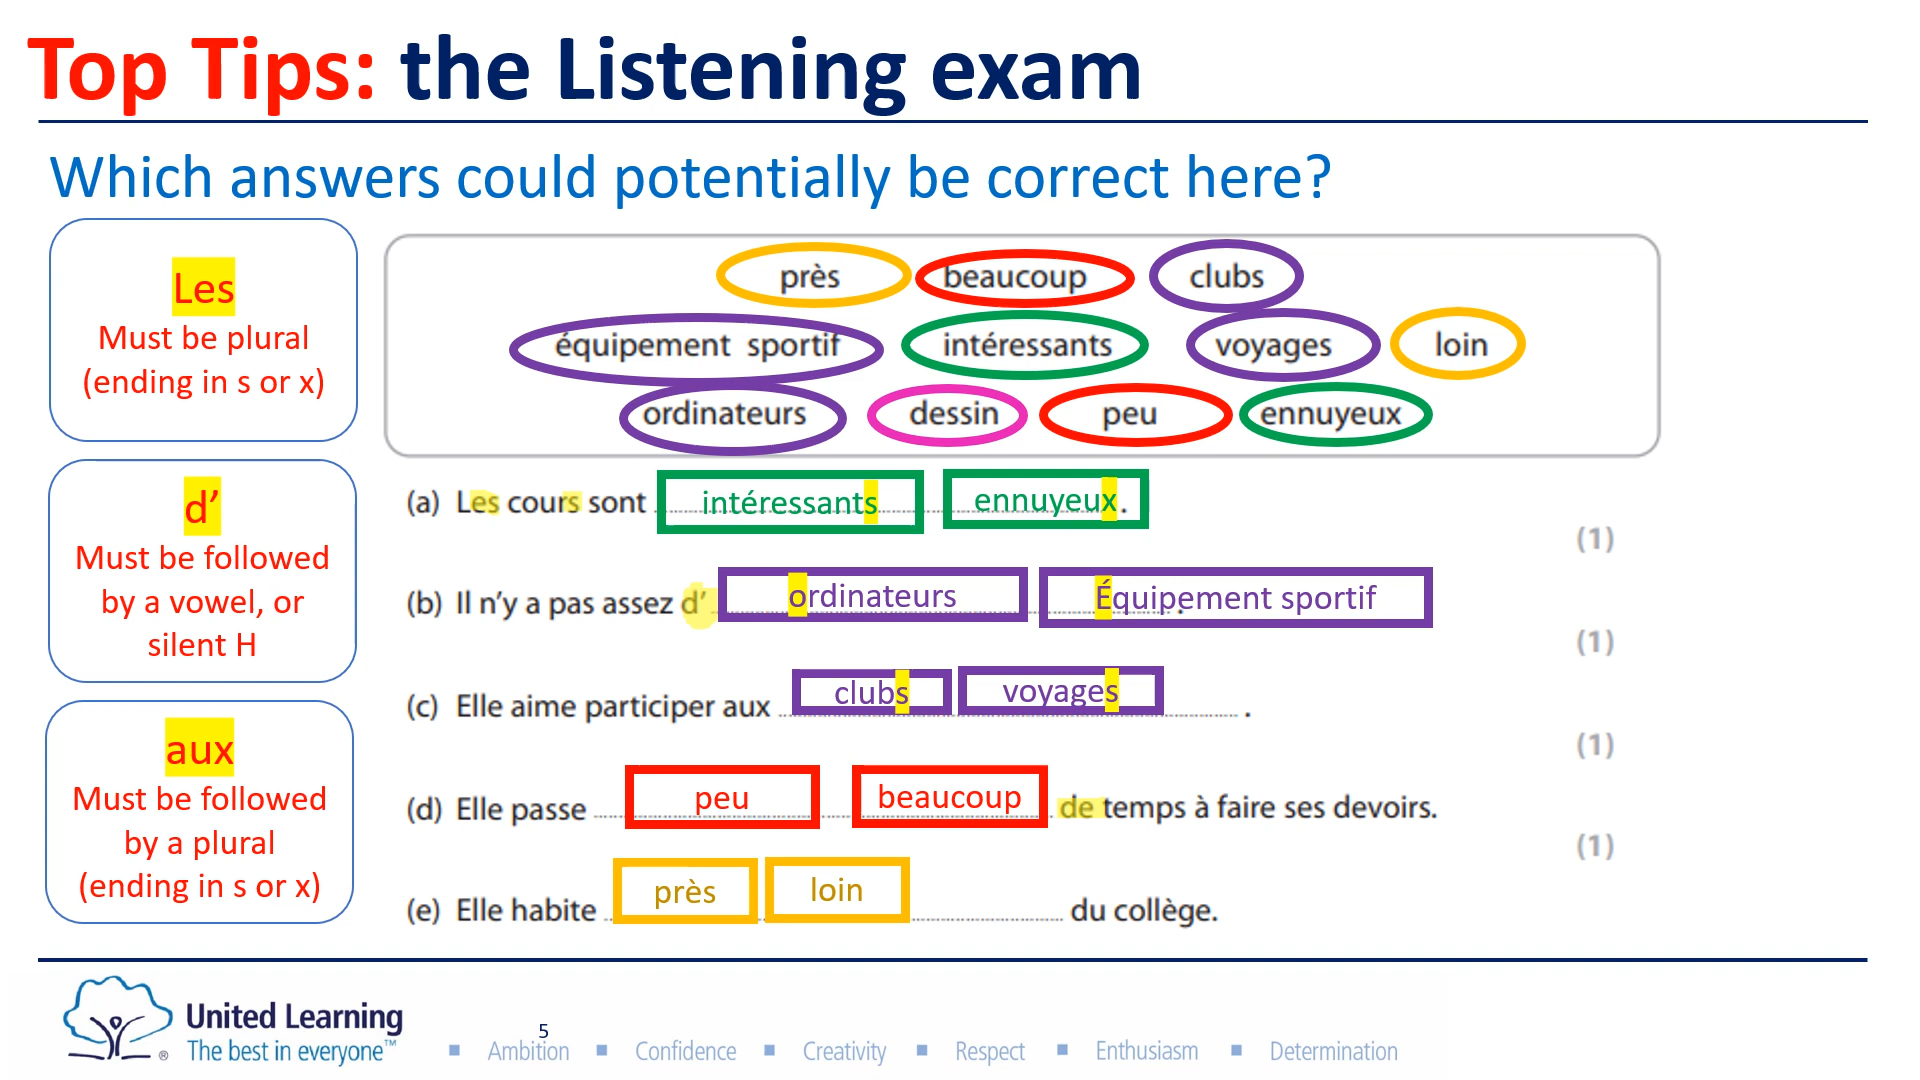 Top Tips: the Listening exam
Which answers could potentially be correct here?
Les
Must be plural
(ending in s or x)
d’
Must be followed
by a vowel, or
silent H
aux
Must be followed
by a plural
(ending in s or x)
près beaucoup clubs
équipement sportif intéressants voyages loin
ordinateurs dessin peu ennuyeux
(a) Les cours sont intéressants ennuyeux.
(1)
(b) Il n’y a pas assez d’ ordinateurs Équipement sportif .
(1)
(c) Elle aime participer aux clubs voyages .
(1)
(d) Elle passe peu beaucoup de temps à faire ses devoirs.
(1)
(e) Elle habite près loin du collège.
United Learning
The best in everyone™
®
5
▪ Ambition ▪ Confidence ▪ Creativity ▪ Respect ▪ Enthusiasm ▪ Determination